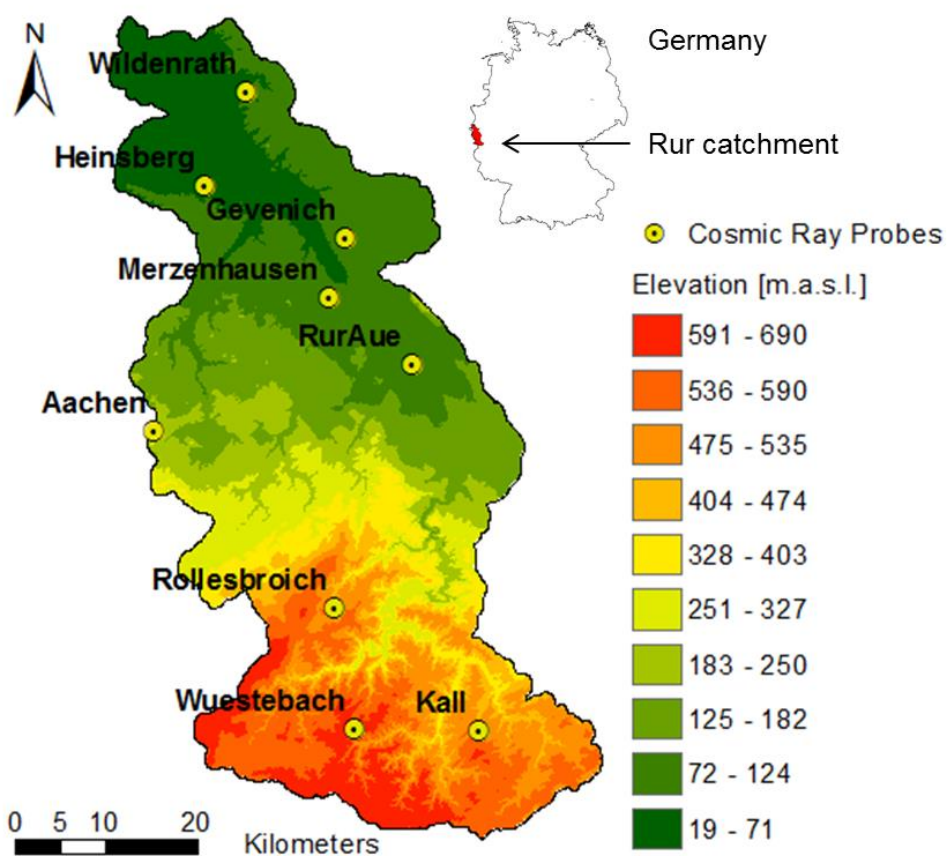 N
Germany
Rur catchment
Wildenrath
Heinsberg
Gevenich
Merzenhausen
RurAue
Aachen
Rollesbroich
Wuestebach
Kall
Cosmic Ray Probes
Elevation [m.a.s.l.]
591 - 690
536 - 590
475 - 535
404 - 474
328 - 403
251 - 327
183 - 250
125 - 182
72 - 124
19 - 71
0 5 10 20
Kilometers